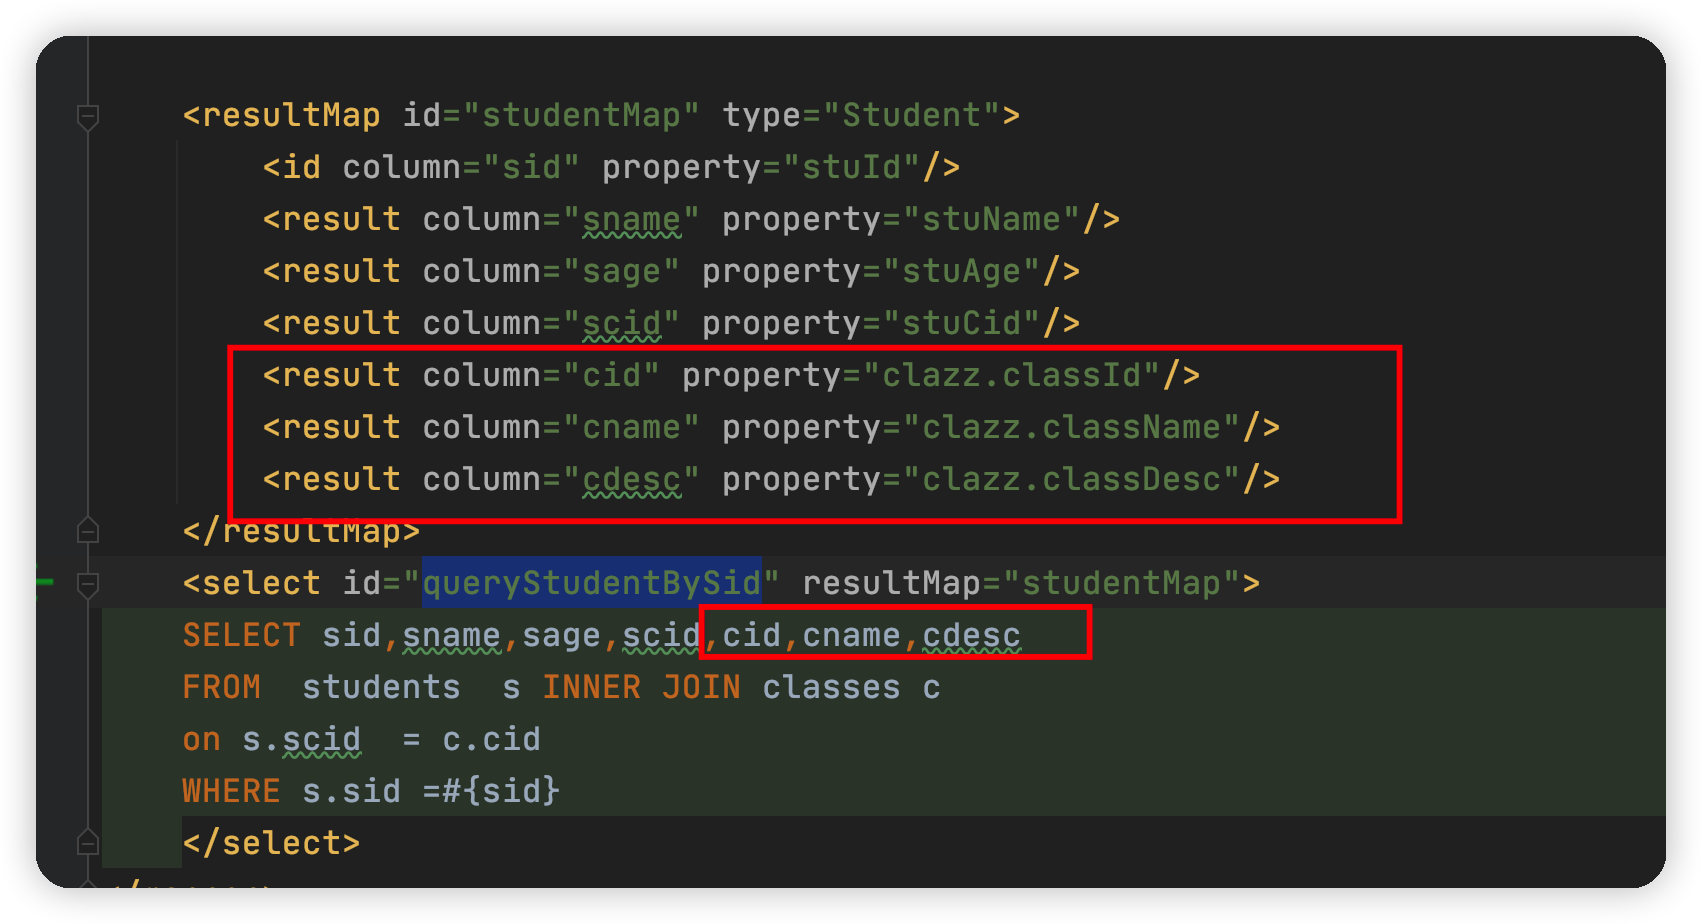 <resultMap id="studentMap" type="Student">
<id column="sid" property="stuId"/>
<result column="sname" property="stuName"/>
<result column="sage" property="stuAge"/>
<result column="scid" property="stuCid"/>
<result column="cid" property="clazz.classId"/>
<result column="cname" property="clazz.className"/>
<result column="cdesc" property="clazz.classDesc"/>
</resultMap>
<select id="queryStudentBySid" resultMap="studentMap">
SELECT sid,sname,sage,scid,cid,cname,cdesc
FROM  students  s INNER JOIN classes c
on s.scid  = c.cid
WHERE s.sid =#{sid}
</select>